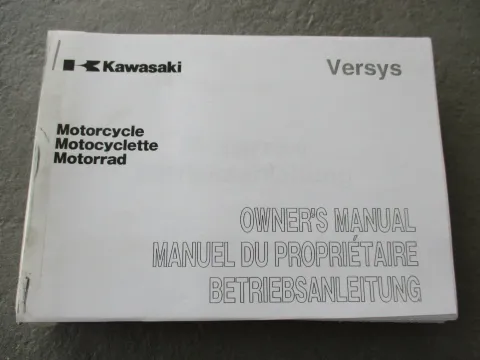 Kawasaki
Versys
Motorcycle
Motocyclette
Motorrad
OWNER'S MANUAL
MANUEL DU PROPRIÉTAIRE
BETRIEBSANLEITUNG